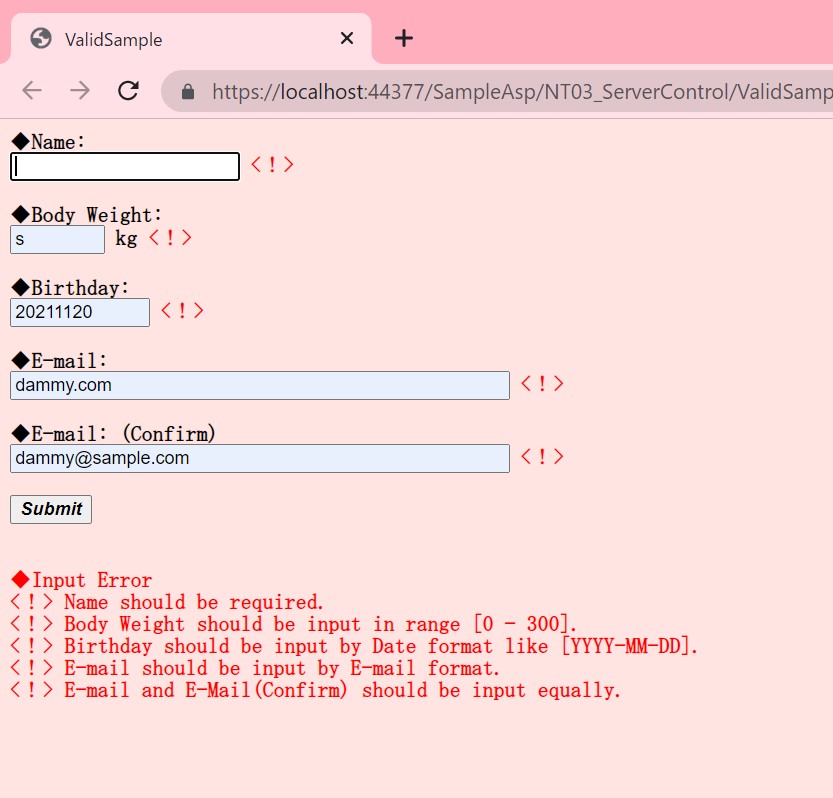 ValidSample
https://localhost:44377/SampleAsp/NT03_ServerControl/ValidSamp
◆Name:
<!>
◆Body Weight:
s kg <!>
◆Birthday:
20211120 <!>
◆E-mail:
dammy.com <!>
◆E-mail: (Confirm)
dammy@sample.com <!>
Submit
◆Input Error
<!> Name should be required.
<!> Body Weight should be input in range [0 - 300].
<!> Birthday should be input by Date format like [YYYY-MM-DD].
<!> E-mail should be input by E-mail format.
<!> E-mail and E-Mail(Confirm) should be input equally.